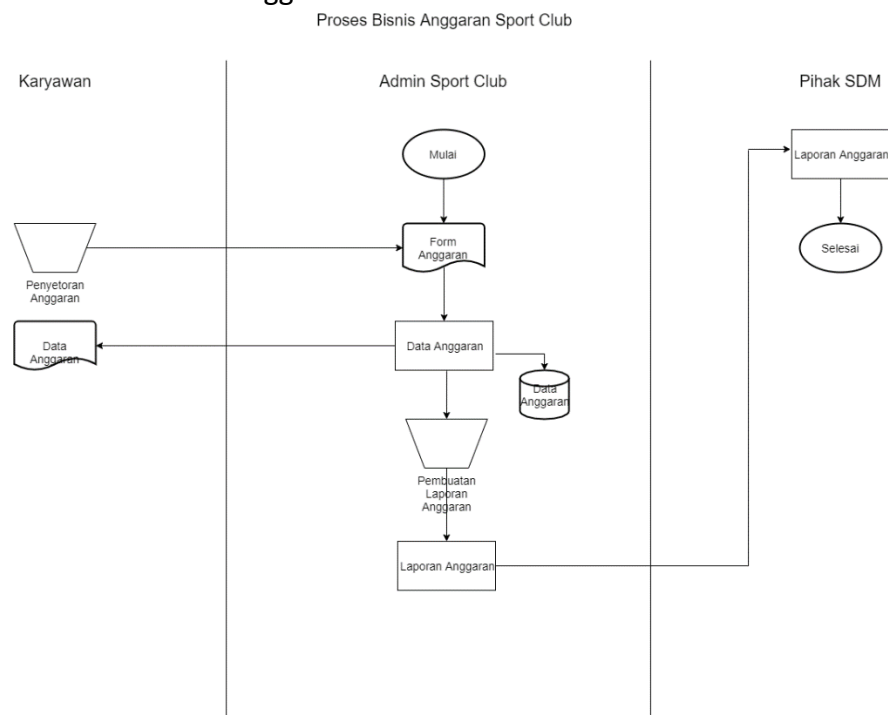 Proses Bisnis Anggaran Sport Club
Karyawan
Admin Sport Club
Pihak SDM
Mulai
Laporan Anggaran
Form
Anggaran
Selesai
Penyetoran
Anggaran
Data
Anggaran
Data Anggaran
Data
Anggaran
Pembuatan
Laporan
Anggaran
Laporan Anggaran